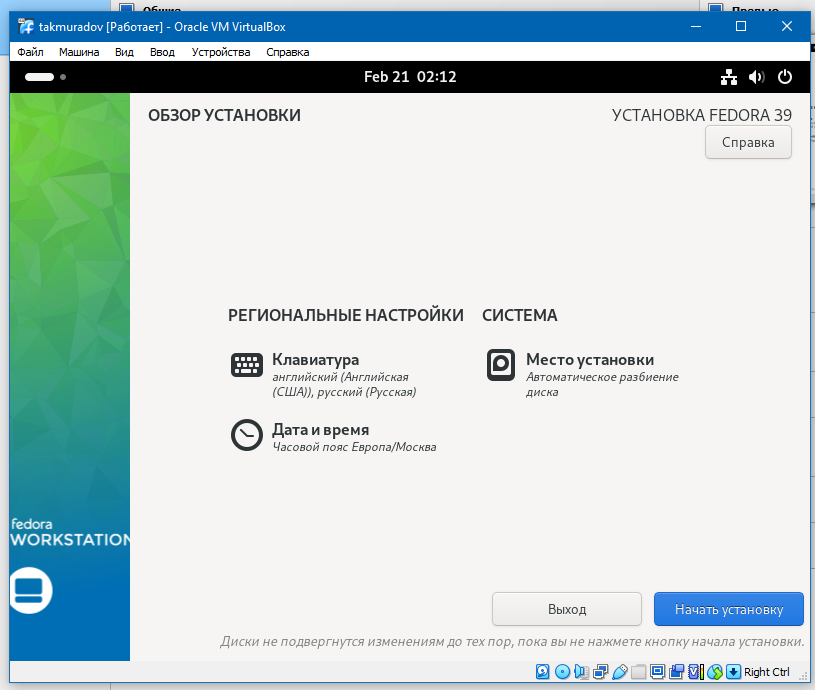 Общие
Превью
takmuradov [Работает] - Oracle VM VirtualBox
Файл Машина Вид Ввод Устройства Справка
Feb 21 02:12
ОБЗОР УСТАНОВКИ
УСТАНОВКА FEDORA 39
Справка
РЕГИОНАЛЬНЫЕ НАСТРОЙКИ
Клавиатура
английский (Английская
(США)), русский (Русская)
Дата и время
Часовой пояс Европа/Москва
СИСТЕМА
Место установки
Автоматическое разбиение
диска
fedora
WORKSTATION
Выход
Начать установку
Диски не подвергнутся изменениям до тех пор, пока вы не нажмете кнопку начала установки.
Right Ctrl